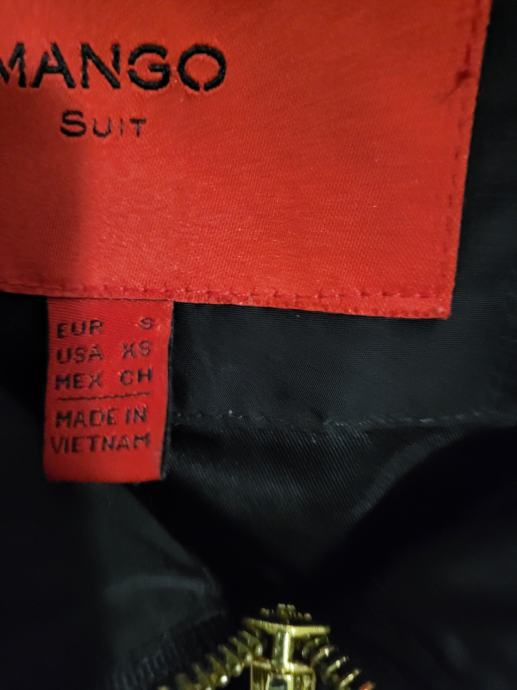 MANGO
SUIT
EUR S
USA XS
MEX CH
MADE IN
VIETNAM